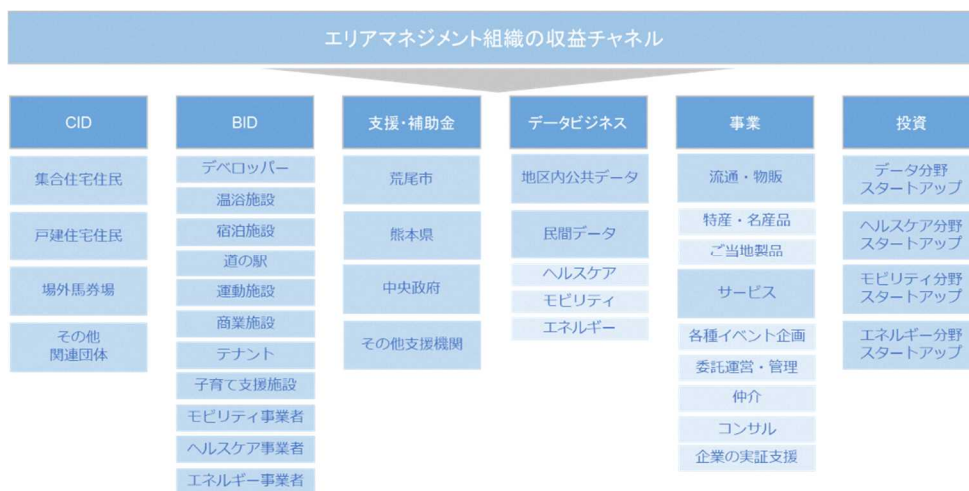 エリアマネジメント組織の収益チャネル
CID
集合住宅住民
戸建住宅住民
場外馬券場
その他
関連団体
BID
デベロッパー
温浴施設
宿泊施設
道の駅
運動施設
商業施設
テナント
子育て支援施設
モビリティ事業者
ヘルスケア事業者
エネルギー事業者
支援・補助金
荒尾市
熊本県
中央政府
その他支援機関
データビジネス
地区内公共データ
民間データ
ヘルスケア
モビリティ
エネルギー
事業
流通・物販
特産・名産品
ご当地製品
サービス
各種イベント企画
委託運営・管理
仲介
コンサル
企業の実証支援
投資
データ分野
スタートアップ
ヘルスケア分野
スタートアップ
モビリティ分野
スタートアップ
エネルギー分野
スタートアップ